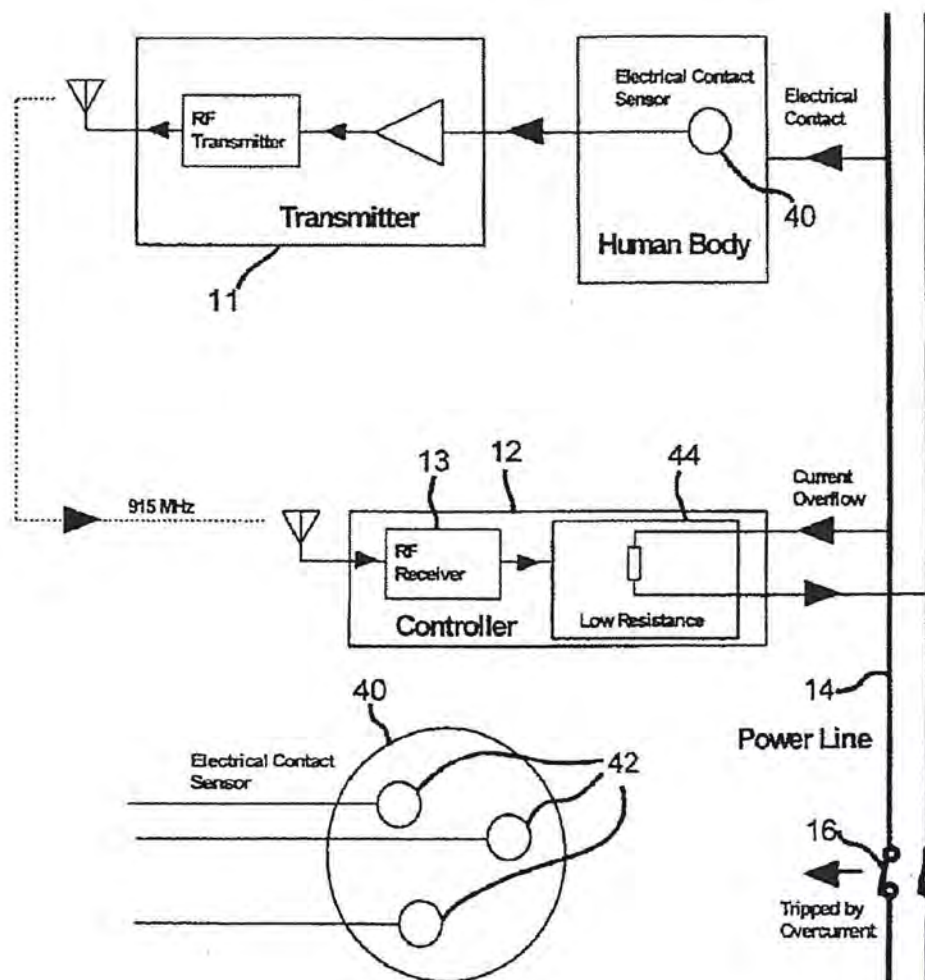 Electrical Contact
Sensor
Electrical
Contact
RF
Transmitter
40
Transmitter
Human Body
11
13
12
44
Current
Overflow
915 MHz
RF
Receiver
Controller
Low Resistance
14
40
Power Line
Electrical Contact
Sensor
42
16
Tripped by
Overcurrent